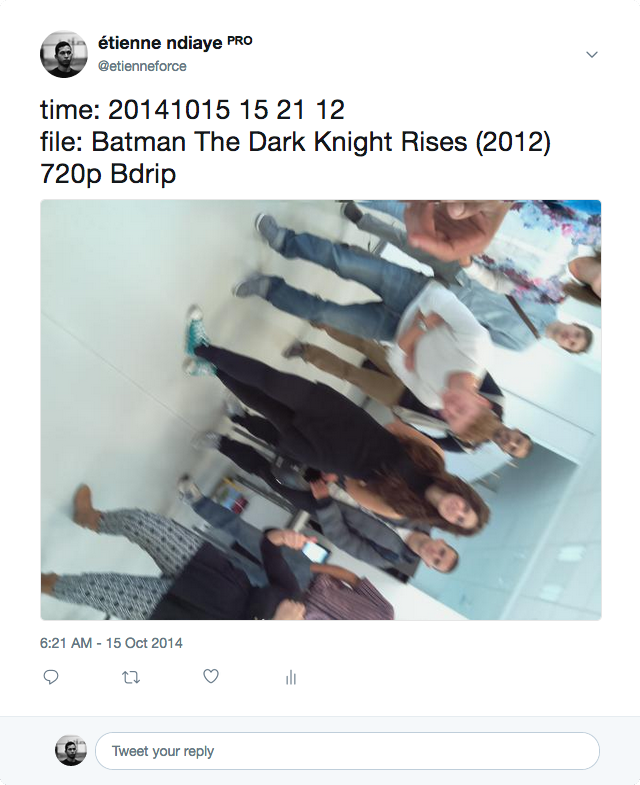 étienne ndiaye PRO
@etienneforce
time: 20141015 15 21 12
file: Batman The Dark Knight Rises (2012)
720p Bdrip
6:21 AM - 15 Oct 2014
Tweet your reply